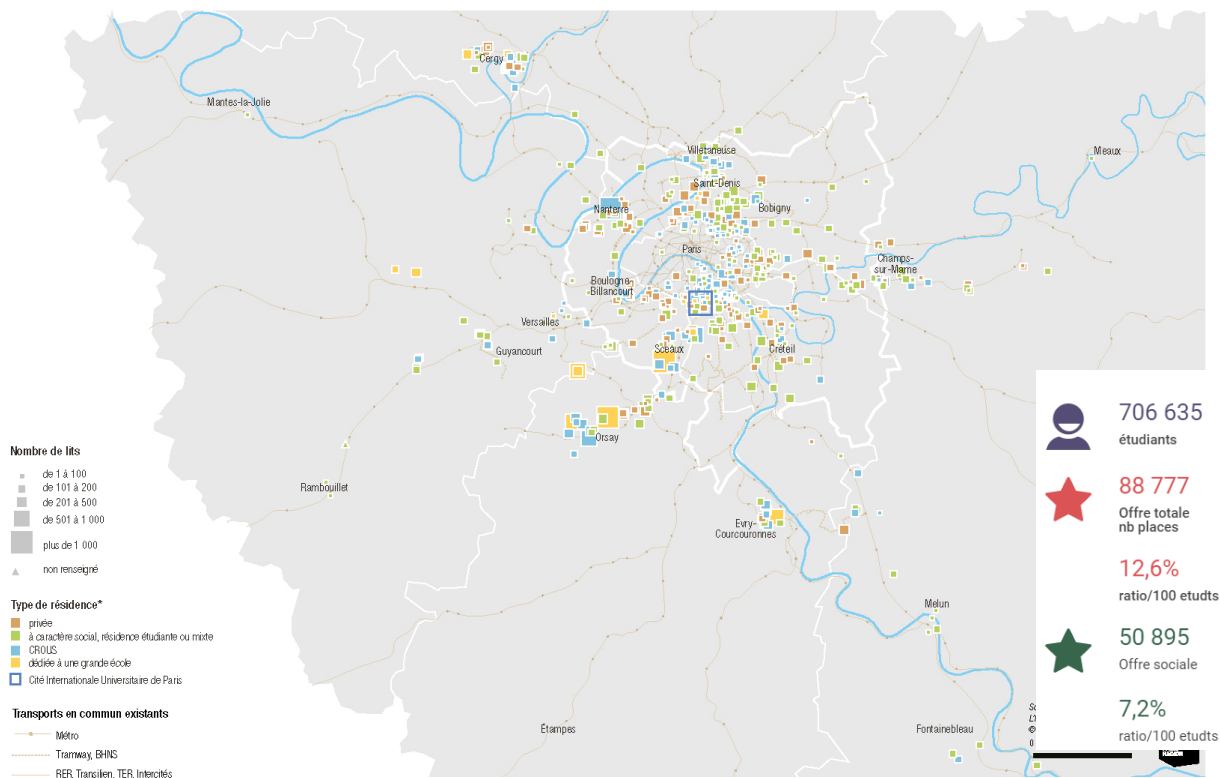 Cergy
Mantes-la-Jolie
Villetaneuse
Meaux
Saint-Denis
Nanterre
Bobigny
Paris
Champs-
sur-Marne
Boulogne
-Billancourt
Versailles
Guyancourt
Sceaux
Créteil
Orsay
Rambouillet
Evry-
Courcouronnes
Melun
Étampes
Fontainebleau
Nombre de lits
de 1 à 100
de 101 à 200
de 201 à 500
de 501 à 1 000
plus de 1 000
non renseigné
Type de résidence*
privée
à caractère social, résidence étudiante ou mixte
CROUS
dédiée à une grande école
Cité Internationale Universitaire de Paris
Transports en commun existants
Métro
Tramway, BHNS
RER, Transilien, TER, Intercités
706 635
étudiants
88 777
Offre totale
nb places
12,6%
ratio/100 etudts
50 895
Offre sociale
7,2%
ratio/100 etudts
©
0